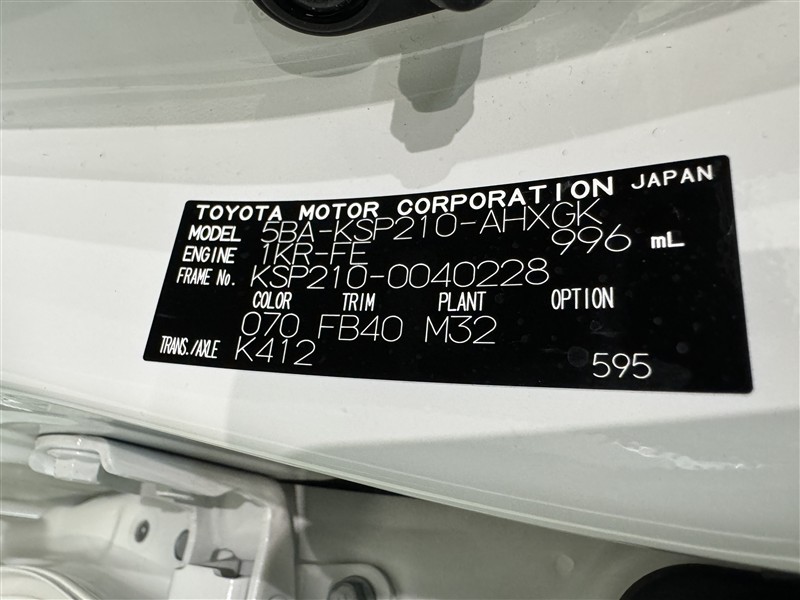 TOYOTA MOTOR CORPORATION JAPAN
MODEL 5BA-KSP210-AHXGK
ENGINE 1KR-FE 996 mL
FRAME No. KSP210-0040228
COLOR TRIM PLANT OPTION
070 FB40 M32
TRANS./AXLE K412
595